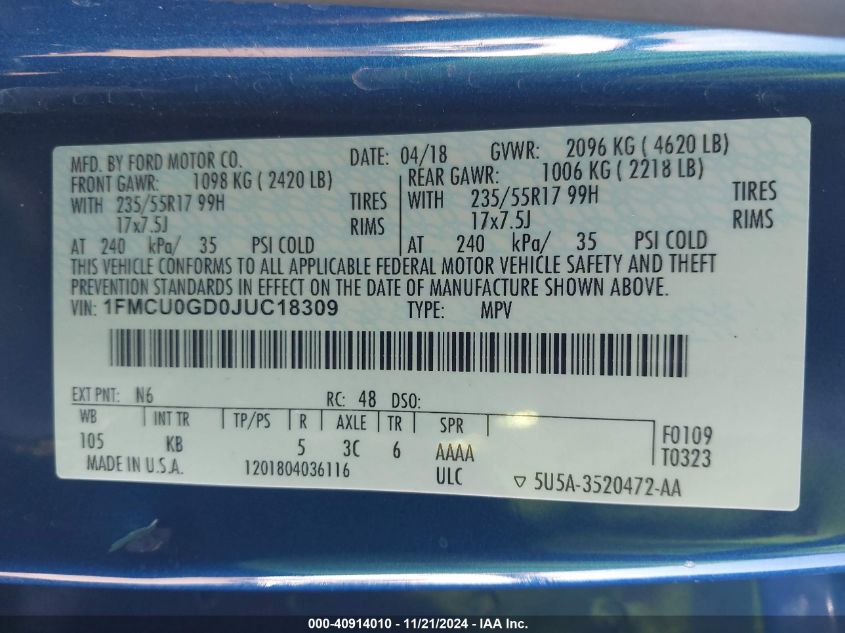 MFD. BY FORD MOTOR CO. DATE: 04/18 GVWR: 2096 KG ( 4620 LB)
FRONT GAWR: 1098 KG ( 2420 LB) REAR GAWR: 1006 KG ( 2218 LB)
WITH 235/55R17 99H TIRES WITH 235/55R17 99H TIRES
17x7.5J RIMS 17x7.5J RIMS
AT 240 kPa/ 35 PSI COLD AT 240 kPa/ 35 PSI COLD
THIS VEHICLE CONFORMS TO ALL APPLICABLE FEDERAL MOTOR VEHICLE SAFETY AND THEFT
PREVENTION STANDARDS IN EFFECT ON THE DATE OF MANUFACTURE SHOWN ABOVE.
VIN: 1FMCU0GD0JUC18309 TYPE: MPV
EXT PNT: N6 RC: 48 DSO:
WB INT TR TP/PS R AXLE TR SPR
105 KB 5 3C 6 AAAA F0109
T0323
MADE IN U.S.A. 1201804036116 ULC ▽ 5U5A-3520472-AA
000-40914010 - 11/21/2024 - IAA Inc.